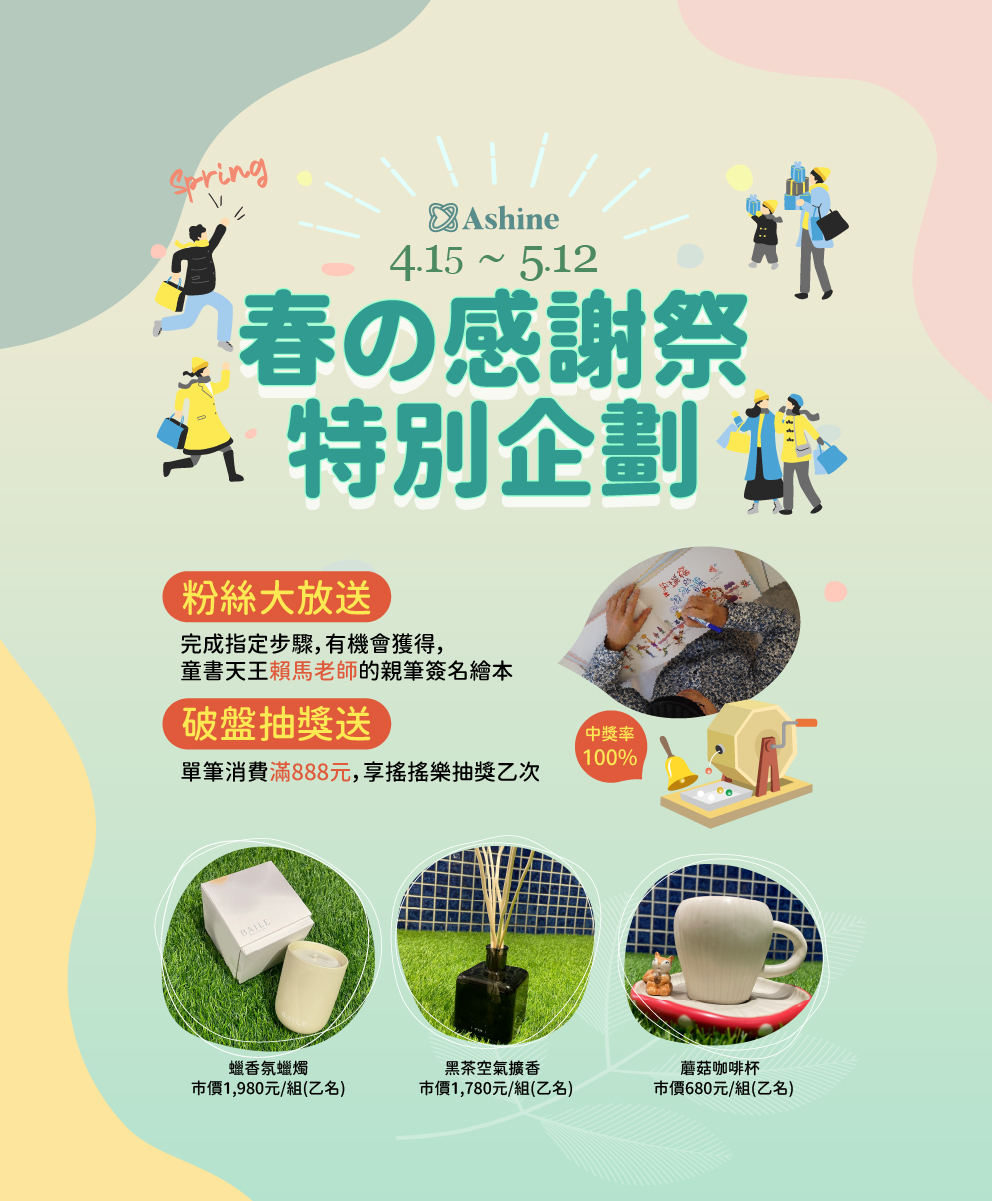 Spring
Ashine
4.15 ~ 5.12
春の感謝祭
特別企劃
粉絲大放送
完成指定步驟,有機會獲得,
童書天王賴馬老師的親筆簽名繪本
破盤抽獎送
單筆消費滿888元,享搖搖樂抽獎乙次
中獎率
100%
BAILE
蠟香氛蠟燭
市價1,980元/組(乙名)
黑茶空氣擴香
市價1,780元/組(乙名)
蘑菇咖啡杯
市價680元/組(乙名)